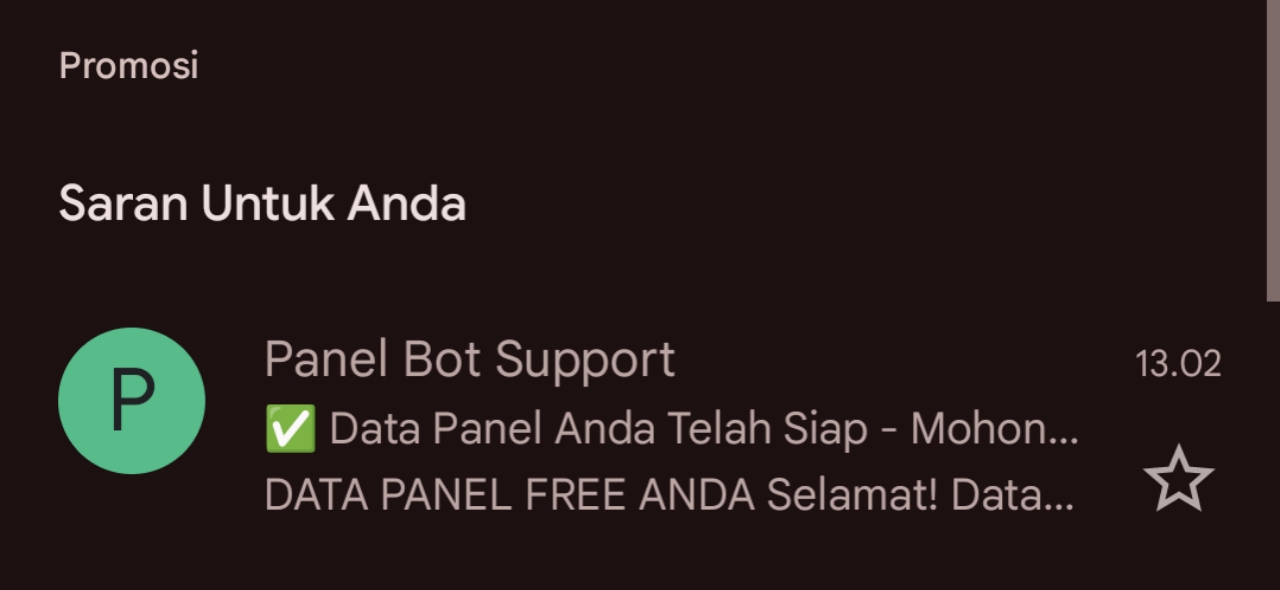 Promosi
Saran Untuk Anda
P
Panel Bot Support
13.02
✅ Data Panel Anda Telah Siap - Mohon...
DATA PANEL FREE ANDA Selamat! Data...